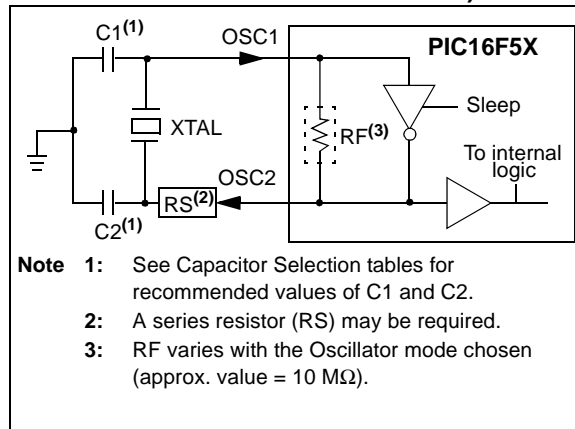 C1(1)
OSC1
PIC16F5X
Sleep
XTAL
RF(3)
To internal
logic
OSC2
RS(2)
C2(1)
Note 1: See Capacitor Selection tables for
recommended values of C1 and C2.
2: A series resistor (RS) may be required.
3: RF varies with the Oscillator mode chosen
(approx. value = 10 MΩ).